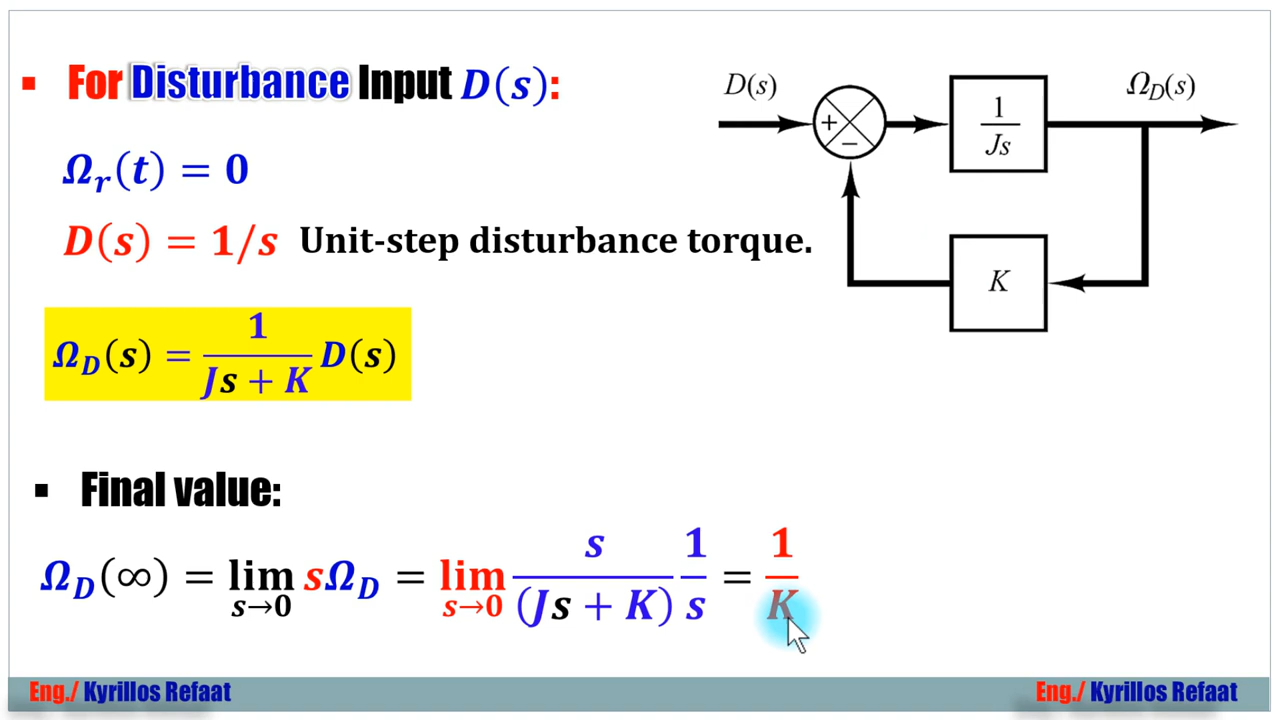 ▪ For Disturbance Input D(s):
D(s)
Ω_D(s)
+
−
1/Js
Ω_r(t) = 0
D(s) = 1/s Unit-step disturbance torque.
K
Ω_D(s) = 1/(Js + K) D(s)
▪ Final value:
Ω_D(∞) = lim_{s→0} sΩ_D = lim_{s→0} s/(Js + K) 1/s = 1/K
Eng./ Kyrillos Refaat
Eng./ Kyrillos Refaat